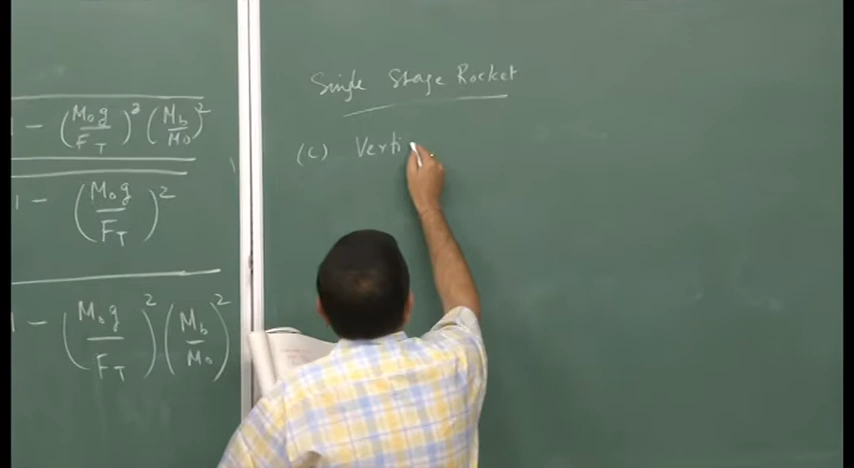 1 - (M₀g/F_T)² (M_b/M₀)²
1 - (M₀g/F_T)²
1 - (M₀g/F_T)² (M_b/M₀)²
Single Stage Rocket
(c) Verti